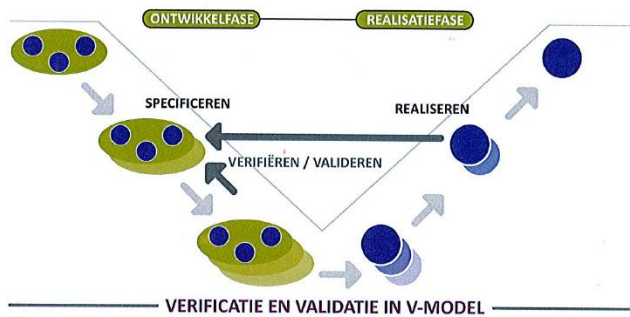 ONTWIKKELFASE REALISATIEFASE
SPECIFICEREN REALISEREN
VERIFIËREN / VALIDEREN
VERIFICATIE EN VALIDATIE IN V-MODEL